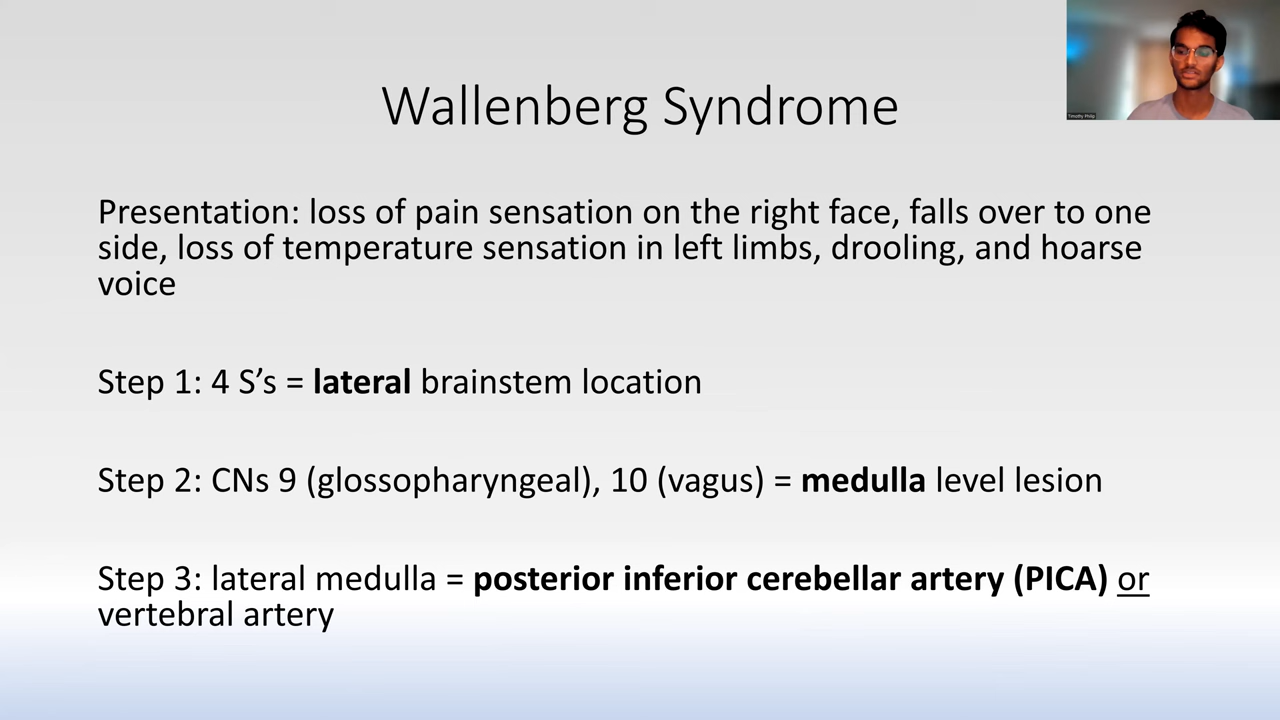 Wallenberg Syndrome
Timothy Philip
Presentation: loss of pain sensation on the right face, falls over to one
side, loss of temperature sensation in left limbs, drooling, and hoarse
voice
Step 1: 4 S’s = lateral brainstem location
Step 2: CNs 9 (glossopharyngeal), 10 (vagus) = medulla level lesion
Step 3: lateral medulla = posterior inferior cerebellar artery (PICA) or
vertebral artery